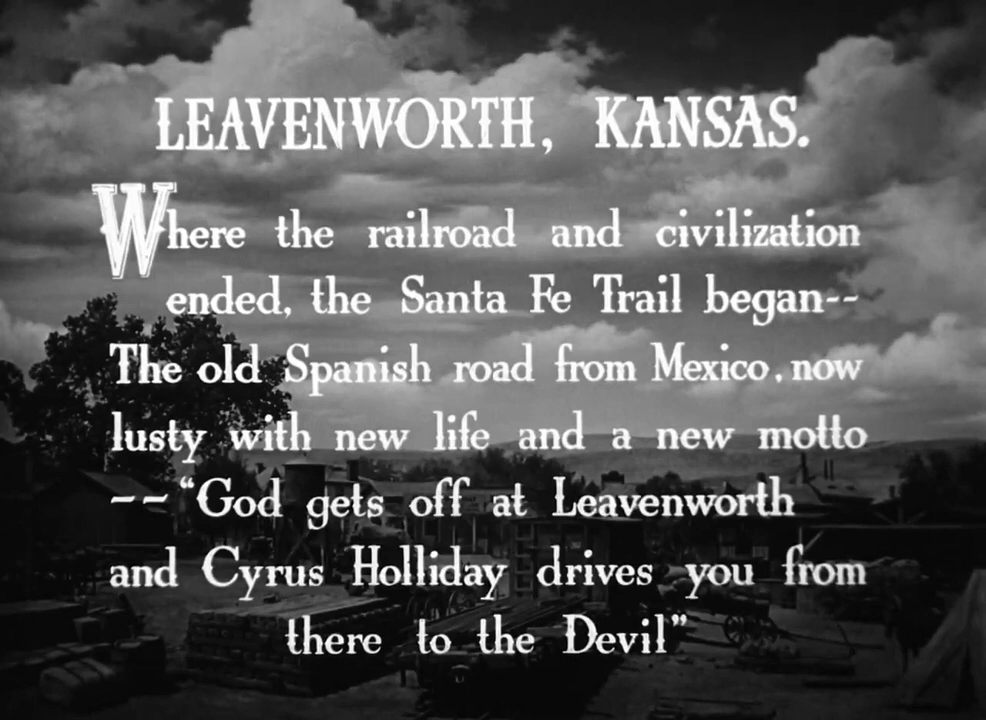 LEAVENWORTH, KANSAS.
Where the railroad and civilization
ended, the Santa Fe Trail began--
The old Spanish road from Mexico, now
lusty with new life and a new motto
--“God gets off at Leavenworth
and Cyrus Holliday drives you from
there to the Devil”